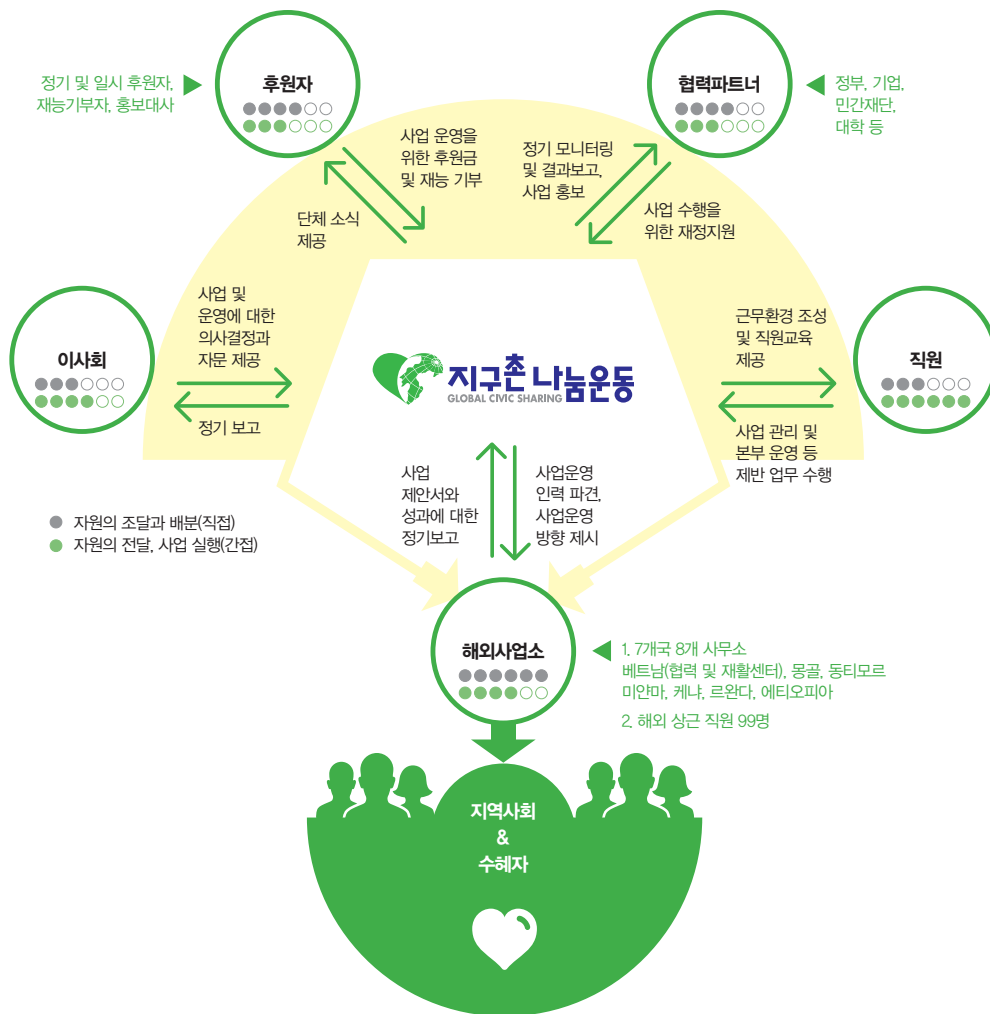 후원자
정기 및 일시 후원자,
재능기부자, 홍보대사
협력파트너
정부, 기업,
민간재단,
대학 등
사업 운영을
위한 후원금
및 재능 기부
단체 소식
제공
정기 모니터링
및 결과보고,
사업 홍보
사업 수행을
위한 재정지원
이사회
사업 및
운영에 대한
의사결정과
자문 제공
정기 보고
지구촌 나눔운동
GLOBAL CIVIC SHARING
근무환경 조성
및 직원교육
제공
직원
사업 관리 및
본부 운영 등
제반 업무 수행
사업
제안서와
성과에 대한
정기보고
사업운영
인력 파견,
사업운영
방향 제시
자원의 조달과 배분(직접)
자원의 전달, 사업 실행(간접)
해외사업소
1. 7개국 8개 사무소
베트남(협력 및 재활센터), 몽골, 동티모르
미얀마, 케냐, 르완다, 에티오피아
2. 해외 상근 직원 99명
지역사회
&
수혜자